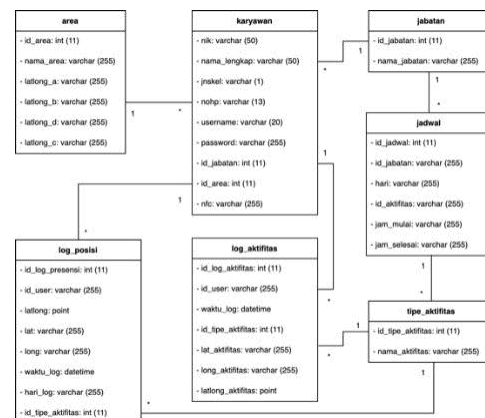 area
- id_area: int (11)
- nama_area: varchar (255)
- latlong_a: varchar (255)
- latlong_b: varchar (255)
- latlong_d: varchar (255)
- latlong_c: varchar (255)
karyawan
- nik: varchar (50)
- nama_lengkap: varchar (50)
- jnskel: varchar (1)
- nohp: varchar (13)
- username: varchar (20)
- password: varchar (255)
- id_jabatan: int (11)
- id_area: int (11)
- nfc: varchar (255)
jabatan
- id_jabatan: int (11)
- nama_jabatan: varchar (255)
jadwal
- id_jadwal: int (11)
- id_jabatan: varchar (255)
- hari: varchar (255)
- id_aktifitas: varchar (255)
- jam_mulai: varchar (255)
- jam_selesai: varchar (255)
log_posisi
- id_log_presensi: int (11)
- id_user: varchar (255)
- latlong: point
- lat: varchar (255)
- long: varchar (255)
- waktu_log: datetime
- hari_log: varchar (255)
- id_tipe_aktifitas: int (11)
log_aktifitas
- id_log_aktifitas: int (11)
- id_user: varchar (255)
- waktu_log: datetime
- id_tipe_aktifitas: int (11)
- lat_aktifitas: varchar (255)
- long_aktifitas: varchar (255)
- latlong_aktifitas: point
tipe_aktifitas
- id_tipe_aktifitas: int (11)
- nama_aktifitas: varchar (255)
1
*
1
*
1
*
1
*
1
*
1
*
1
*
1
*